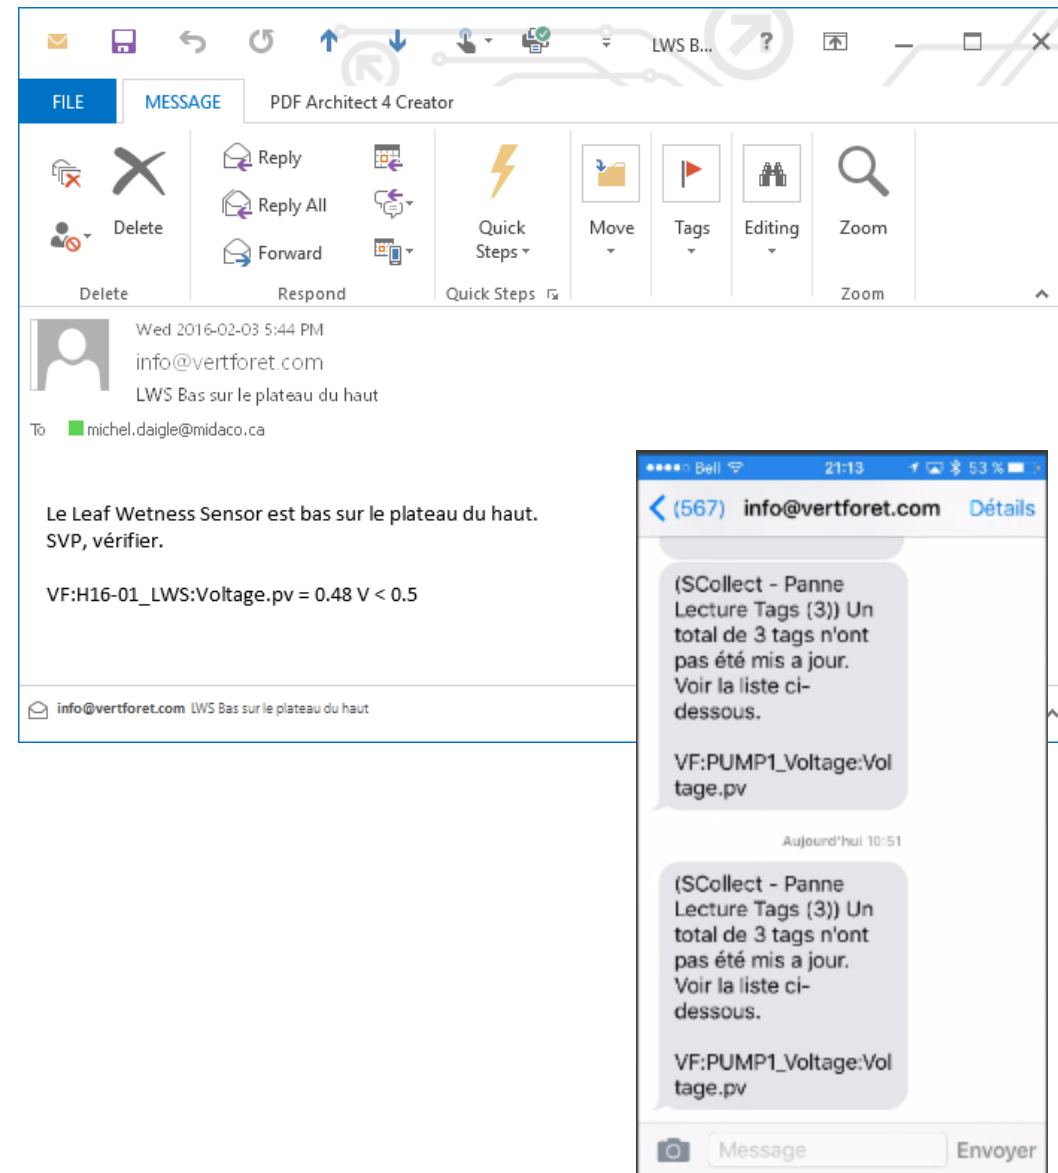 LWS B...
?
FILE
MESSAGE
PDF Architect 4 Creator
Delete
Reply
Reply All
Forward
Quick
Steps
Move
Tags
Editing
Zoom
Delete
Respond
Quick Steps
Zoom
Wed 2016-02-03 5:44 PM
info@vertforet.com
LWS Bas sur le plateau du haut
To michel.daigle@midaco.ca
Le Leaf Wetness Sensor est bas sur le plateau du haut.
SVP, vérifier.
VF:H16-01_LWS:Voltage.pv = 0.48 V < 0.5
info@vertforet.com LWS Bas sur le plateau du haut
Bell 21:13 53 %
(567) info@vertforet.com Détails
(SCollect - Panne
Lecture Tags (3)) Un
total de 3 tags n'ont
pas été mis a jour.
Voir la liste ci-
dessous.
VF:PUMP1_Voltage:Vol
tage.pv
Aujourd'hui 10:51
(SCollect - Panne
Lecture Tags (3)) Un
total de 3 tags n'ont
pas été mis a jour.
Voir la liste ci-
dessous.
VF:PUMP1_Voltage:Vol
tage.pv
Message Envoyer